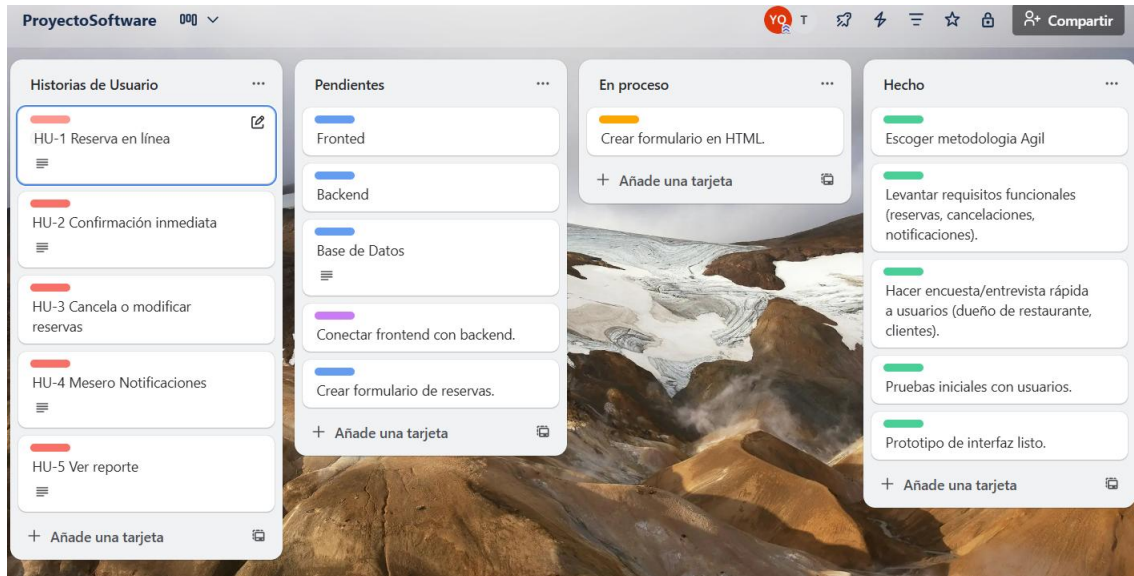 ProyectoSoftware
YQ
T
Compartir
Historias de Usuario
HU-1 Reserva en línea
HU-2 Confirmación inmediata
HU-3 Cancela o modificar
reservas
HU-4 Mesero Notificaciones
HU-5 Ver reporte
+ Añade una tarjeta
Pendientes
Fronted
Backend
Base de Datos
Conectar frontend con backend.
Crear formulario de reservas.
+ Añade una tarjeta
En proceso
Crear formulario en HTML.
+ Añade una tarjeta
Hecho
Escoger metodologia Agil
Levantar requisitos funcionales
(reservas, cancelaciones,
notificaciones).
Hacer encuesta/entrevista rápida
a usuarios (dueño de restaurante,
clientes).
Pruebas iniciales con usuarios.
Prototipo de interfaz listo.
+ Añade una tarjeta